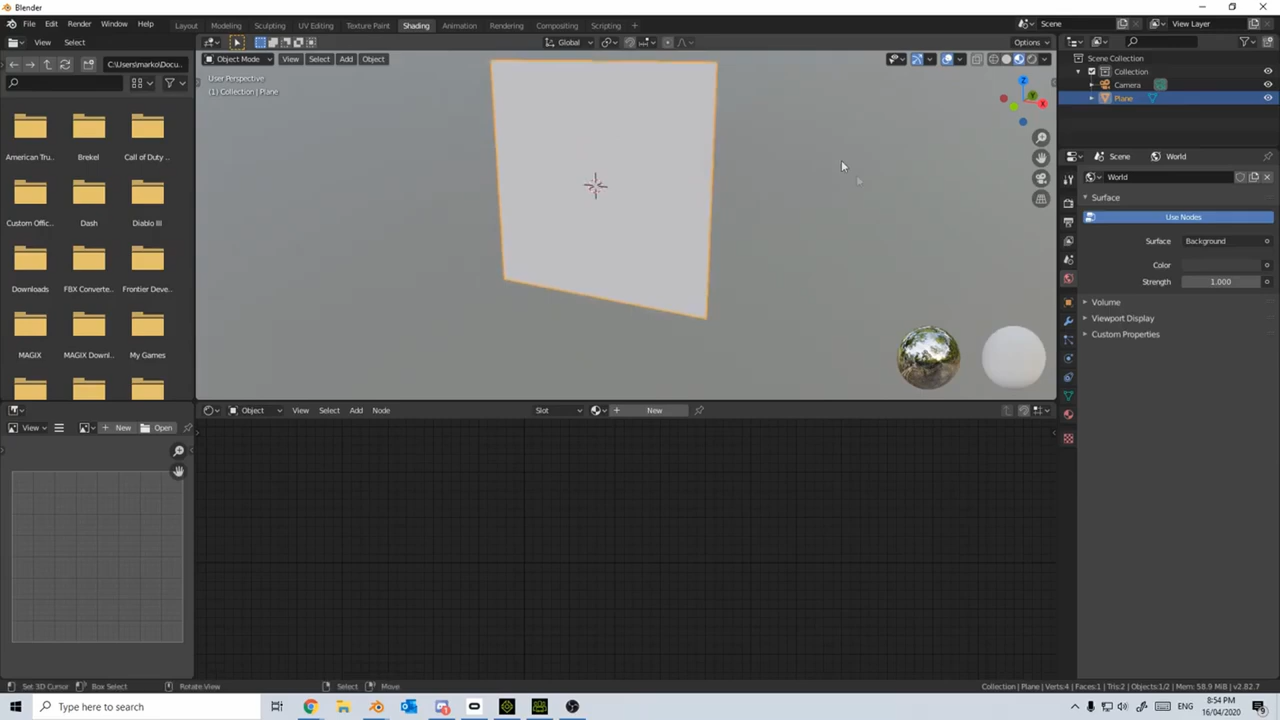 Blender
File Edit Render Window Help Layout Modeling Sculpting UV Editing Texture Paint Shading Animation Rendering Compositing Scripting + Scene View Layer
View Select Global Options
C:\Users\marko\Docu... Object Mode View Select Add Object
User Perspective
(1) Collection | Plane
Scene Collection
Collection
Camera
Plane
American Tru.. Brekel Call of Duty ..
Custom Offic.. Dash Diablo III
Downloads FBX Converte.. Frontier Deve..
MAGIX MAGIX Downl.. My Games
Z
Y
X
Scene World
World
Surface
Use Nodes
Surface Background
Color
Strength 1.000
Volume
Viewport Display
Custom Properties
Object View Select Add Node Slot + New
View + New Open
Set 3D Cursor Box Select Rotate View Select Move Collection | Plane | Verts:4 | Faces:1 | Tris:2 | Objects:1/2 | Mem: 58.9 MiB | v2.82.7
Type here to search ENG 8:54 PM
16/04/2020